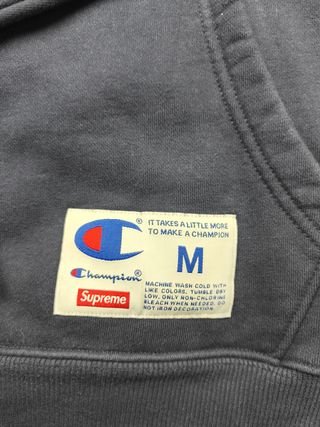 IT TAKES A LITTLE MORE
TO MAKE A CHAMPION
M
Champion®
Supreme
MACHINE WASH COLD WITH
LIKE COLORS, TUMBLE DRY
LOW, ONLY NON-CHLORINE
BLEACH WHEN NEEDED. DO
NOT IRON DECORATION.